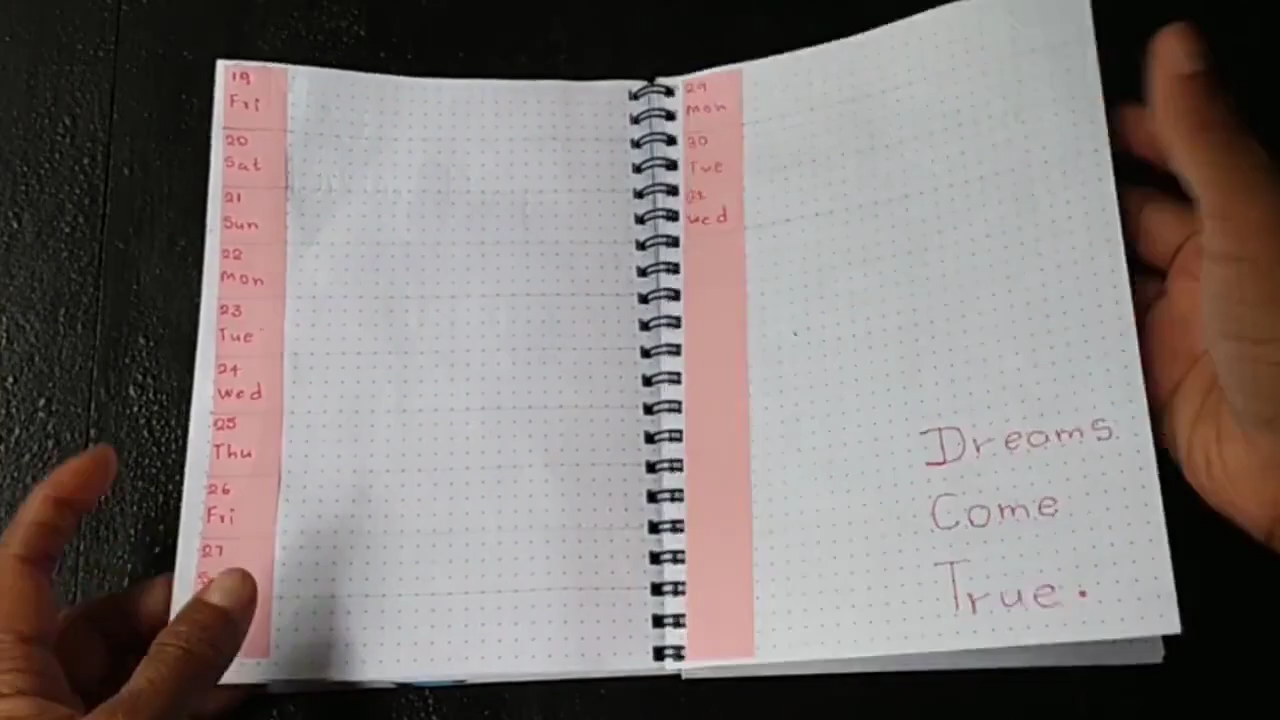 19
Fri
20
Sat
21
Sun
22
Mon
23
Tue
24
Wed
25
Thu
26
Fri
27
29
Mon
30
Tue
31
Wed
Dreams
Come
True.